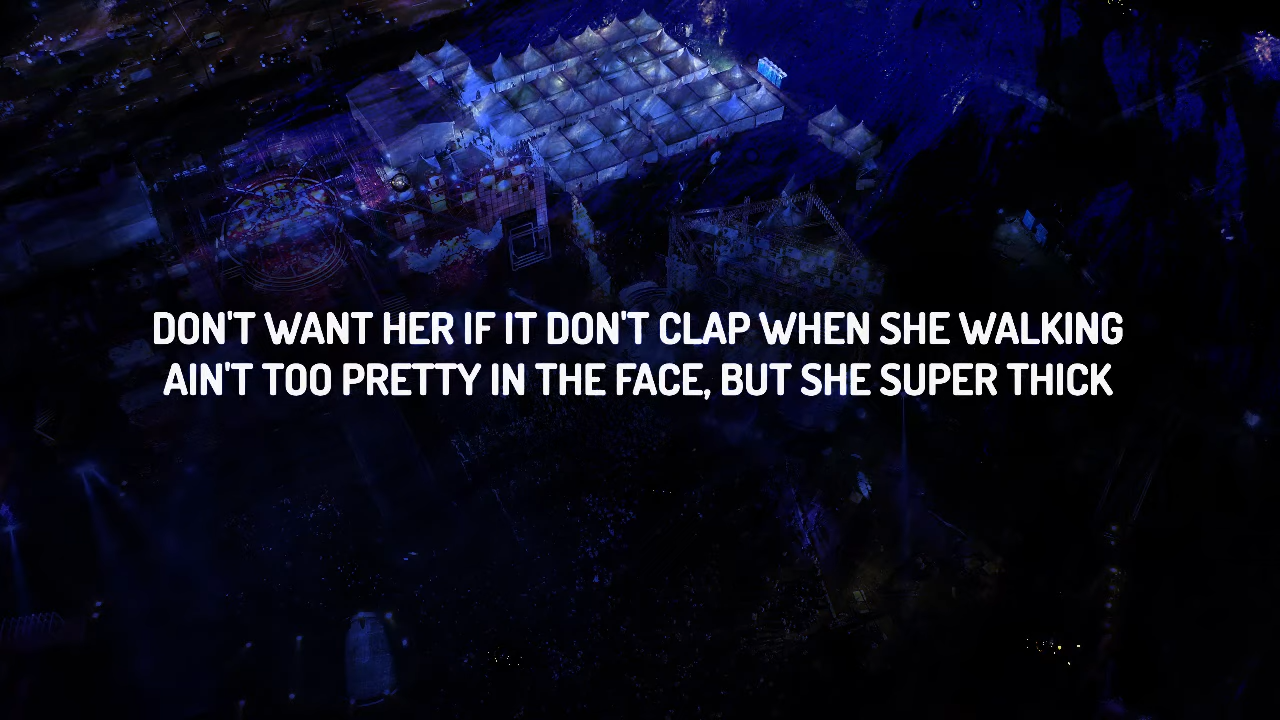 DON'T WANT HER IF IT DON'T CLAP WHEN SHE WALKING
AIN'T TOO PRETTY IN THE FACE, BUT SHE SUPER THICK